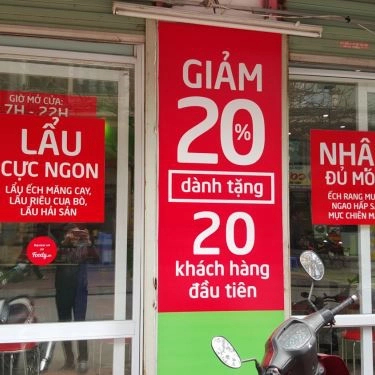 GIỜ MỞ CỬA:
7H - 22H
LẨU
CỰC NGON
LẨU ẾCH MĂNG CAY,
LẨU RIÊU CUA BÒ,
LẨU HẢI SẢN
Foody.vn
GIẢM
20%
dành tặng
20
khách hàng
đầu tiên
NHẬ
ĐỦ MÓ
ẾCH RANG MU
NGAO HẤP S
MỰC CHIÊN M